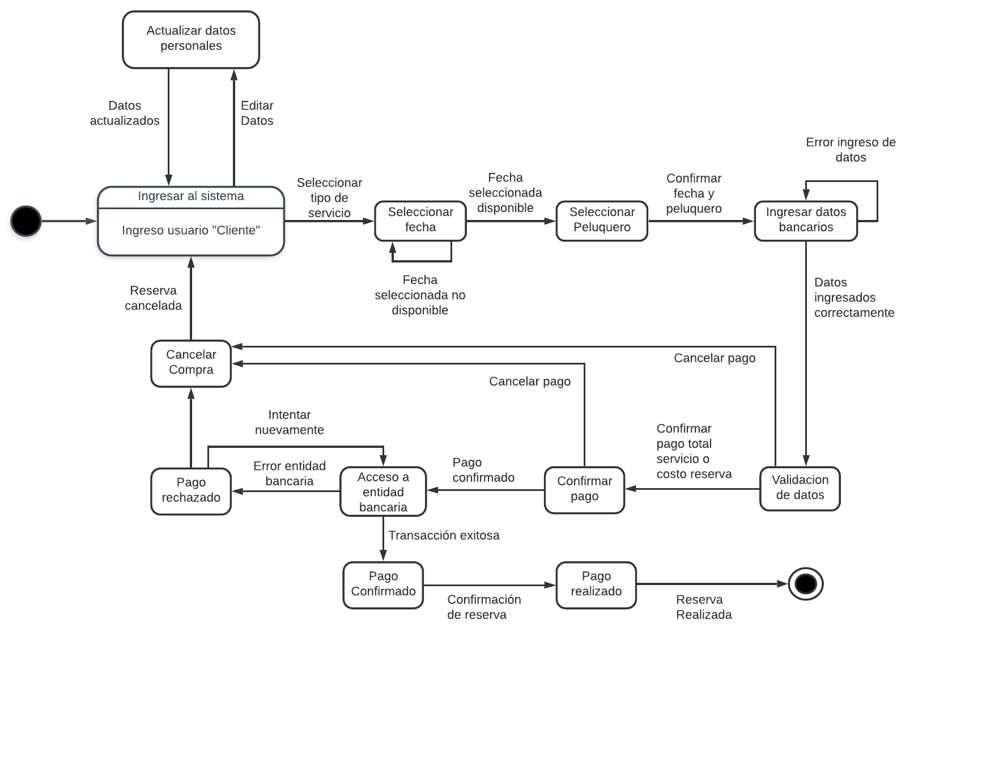 Actualizar datos
personales
Datos
actualizados
Editar
Datos
Ingresar al sistema
Ingreso usuario "Cliente"
Seleccionar
tipo de
servicio
Seleccionar
fecha
Fecha
seleccionada
disponible
Fecha
seleccionada no
disponible
Seleccionar
Peluquero
Confirmar
fecha y
peluquero
Ingresar datos
bancarios
Error ingreso de
datos
Datos
ingresados
correctamente
Reserva
cancelada
Cancelar
Compra
Cancelar pago
Cancelar pago
Intentar
nuevamente
Pago
rechazado
Error entidad
bancaria
Acceso a
entidad
bancaria
Pago
confirmado
Confirmar
pago
Confirmar
pago total
servicio o
costo reserva
Validacion
de datos
Transacción exitosa
Pago
Confirmado
Confirmación
de reserva
Pago
realizado
Reserva
Realizada